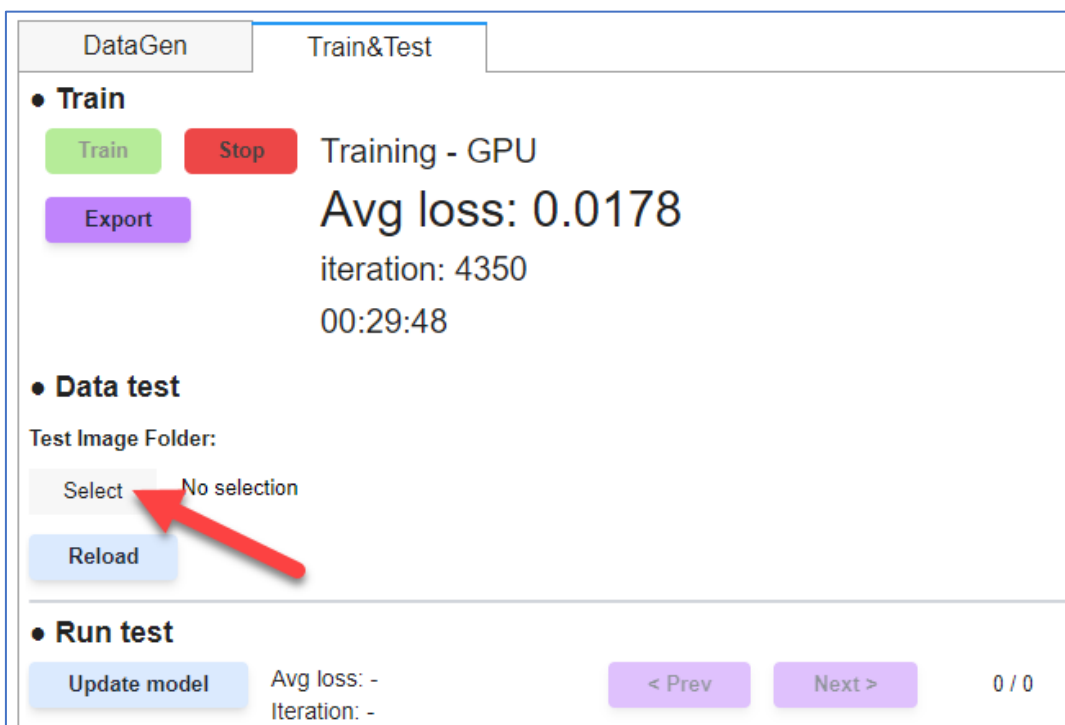 DataGen Train&Test
● Train
Train Stop Training - GPU
Export Avg loss: 0.0178
iteration: 4350
00:29:48
● Data test
Test Image Folder:
Select No selection
Reload
● Run test
Update model Avg loss: - < Prev Next > 0 / 0
Iteration: -